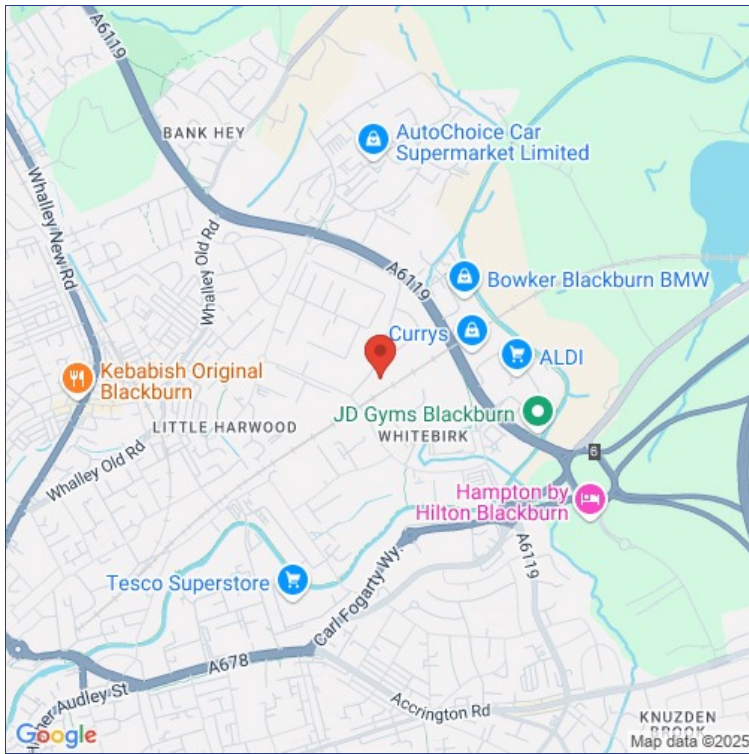 A6119
BANK HEY
AutoChoice Car
Supermarket Limited
Whalley New Rd
Whalley Old Rd
A6119
Bowker Blackburn BMW
Currys
ALDI
Kebabish Original
Blackburn
JD Gyms Blackburn
LITTLE HARWOOD
WHITEBIRK
Whalley Old Rd
6
Hampton by
Hilton Blackburn
A6119
Tesco Superstore
Carl Fogarty Wy
A678
Audley St
Accrington Rd
KNUZDEN
BROOK
Google
Map data ©2025